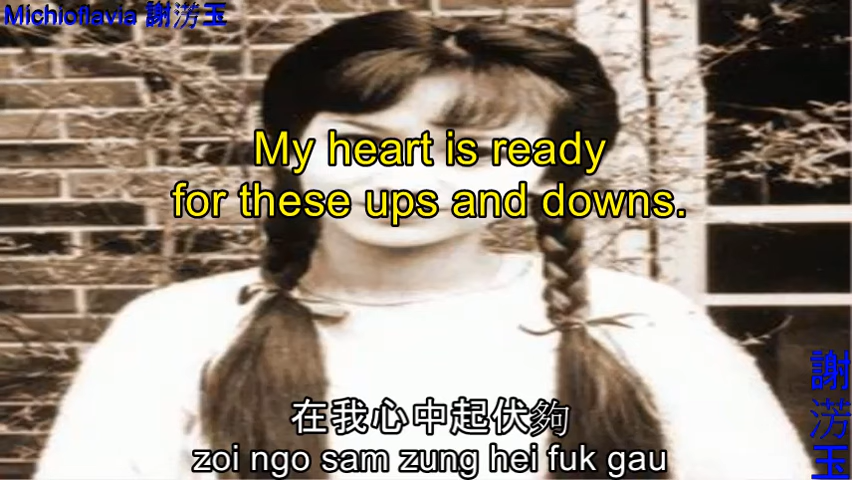 Michioflavia 謝滂玉
My heart is ready
for these ups and downs.
在我心中起伏夠
zoi ngo sam zung hei fuk gau
謝滂玉